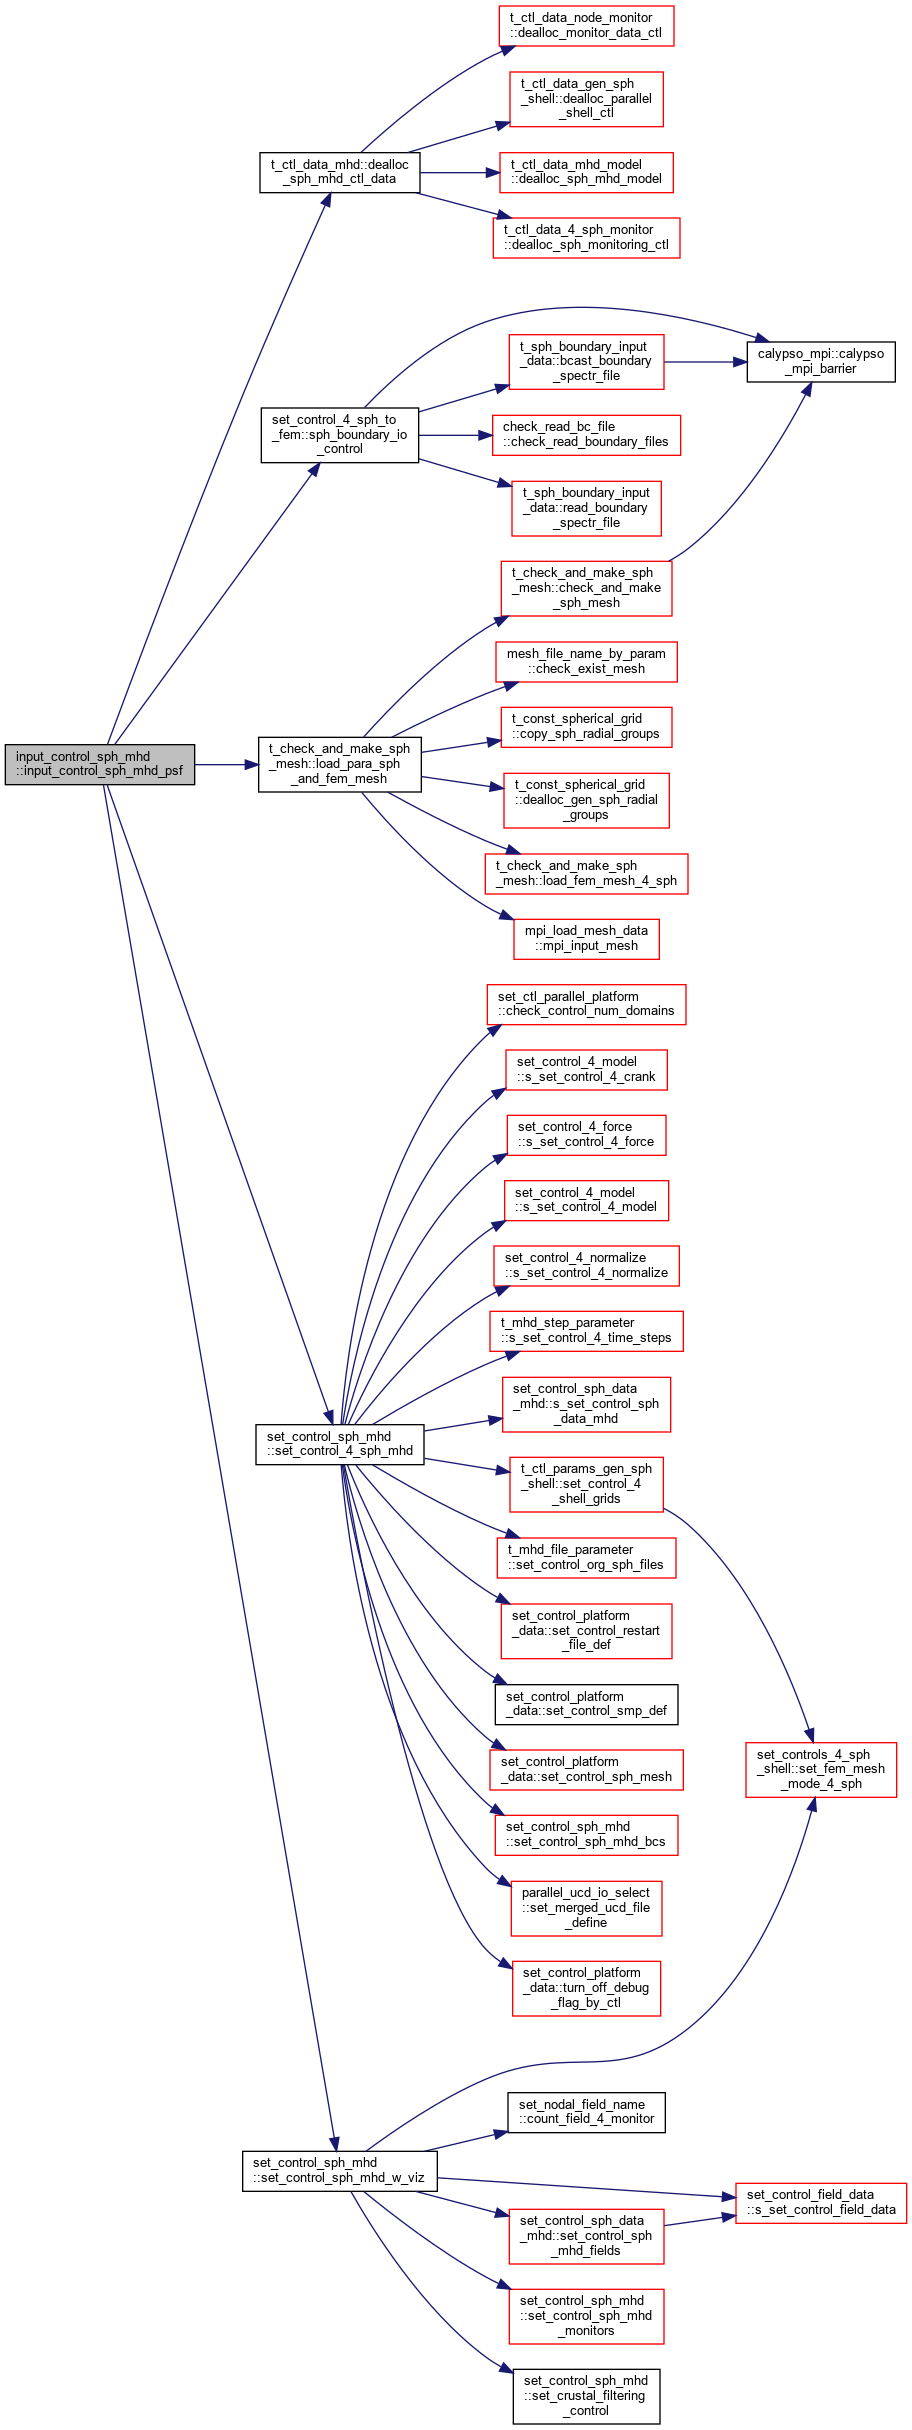 t_ctl_data_node_monitor
::dealloc_monitor_data_ctl
t_ctl_data_gen_sph
_shell::dealloc_parallel
_shell_ctl
t_ctl_data_mhd::dealloc
_sph_mhd_ctl_data
t_ctl_data_mhd_model
::dealloc_sph_mhd_model
t_ctl_data_4_sph_monitor
::dealloc_sph_monitoring_ctl
t_sph_boundary_input
_data::bcast_boundary
_spectr_file
calypso_mpi::calypso
_mpi_barrier
set_control_4_sph_to
_fem::sph_boundary_io
_control
check_read_bc_file
::check_read_boundary_files
t_sph_boundary_input
_data::read_boundary
_spectr_file
t_check_and_make_sph
_mesh::check_and_make
_sph_mesh
mesh_file_name_by_param
::check_exist_mesh
t_const_spherical_grid
::copy_sph_radial_groups
input_control_sph_mhd
::input_control_sph_mhd_psf
t_check_and_make_sph
_mesh::load_para_sph
_and_fem_mesh
t_const_spherical_grid
::dealloc_gen_sph_radial
_groups
t_check_and_make_sph
_mesh::load_fem_mesh_4_sph
mpi_load_mesh_data
::mpi_input_mesh
set_ctl_parallel_platform
::check_control_num_domains
set_control_4_model
::s_set_control_4_crank
set_control_4_force
::s_set_control_4_force
set_control_4_model
::s_set_control_4_model
set_control_4_normalize
::s_set_control_4_normalize
t_mhd_step_parameter
::s_set_control_4_time_steps
set_control_sph_data
_mhd::s_set_control_sph
_data_mhd
set_control_sph_mhd
::set_control_4_sph_mhd
t_ctl_params_gen_sph
_shell::set_control_4
_shell_grids
t_mhd_file_parameter
::set_control_org_sph_files
set_control_platform
_data::set_control_restart
_file_def
set_control_platform
_data::set_control_smp_def
set_control_platform
_data::set_control_sph_mesh
set_controls_4_sph
_shell::set_fem_mesh
_mode_4_sph
set_control_sph_mhd
::set_control_sph_mhd_bcs
parallel_ucd_io_select
::set_merged_ucd_file
_define
set_control_platform
_data::turn_off_debug
_flag_by_ctl
set_nodal_field_name
::count_field_4_monitor
set_control_sph_mhd
::set_control_sph_mhd_w_viz
set_control_field_data
::s_set_control_field_data
set_control_sph_data
_mhd::set_control_sph
_mhd_fields
set_control_sph_mhd
::set_control_sph_mhd
_monitors
set_control_sph_mhd
::set_crustal_filtering
_control